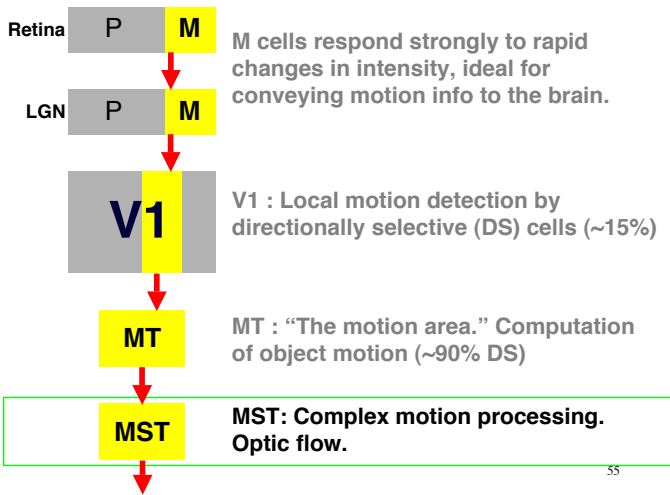 Retina P M
M cells respond strongly to rapid
changes in intensity, ideal for
conveying motion info to the brain.
LGN P M
V1
V1 : Local motion detection by
directionally selective (DS) cells (~15%)
MT
MT : “The motion area.” Computation
of object motion (~90% DS)
MST
MST: Complex motion processing.
Optic flow.
55